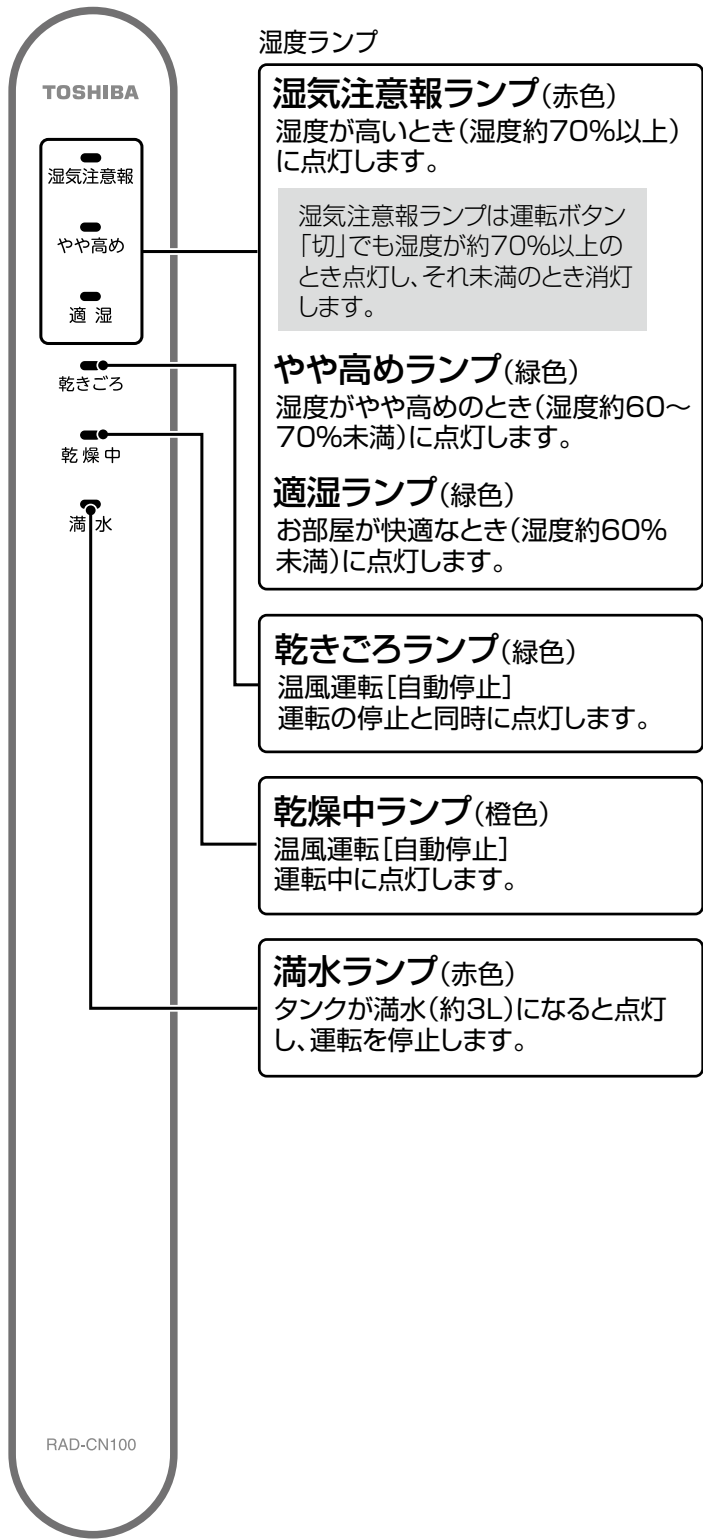 TOSHIBA
湿気注意報
やや高め
適 湿
乾きごろ
乾 燥 中
満 水
RAD-CN100
湿度ランプ
湿気注意報ランプ(赤色)
湿度が高いとき(湿度約70%以上)
に点灯します。
湿気注意報ランプは運転ボタン
「切」でも湿度が約70%以上の
とき点灯し、それ未満のとき消灯
します。
やや高めランプ(緑色)
湿度がやや高めのとき(湿度約60〜
70%未満)に点灯します。
適湿ランプ(緑色)
お部屋が快適なとき(湿度約60%
未満)に点灯します。
乾きごろランプ(緑色)
温風運転[自動停止]
運転の停止と同時に点灯します。
乾燥中ランプ(橙色)
温風運転[自動停止]
運転中に点灯します。
満水ランプ(赤色)
タンクが満水(約3L)になると点灯
し、運転を停止します。